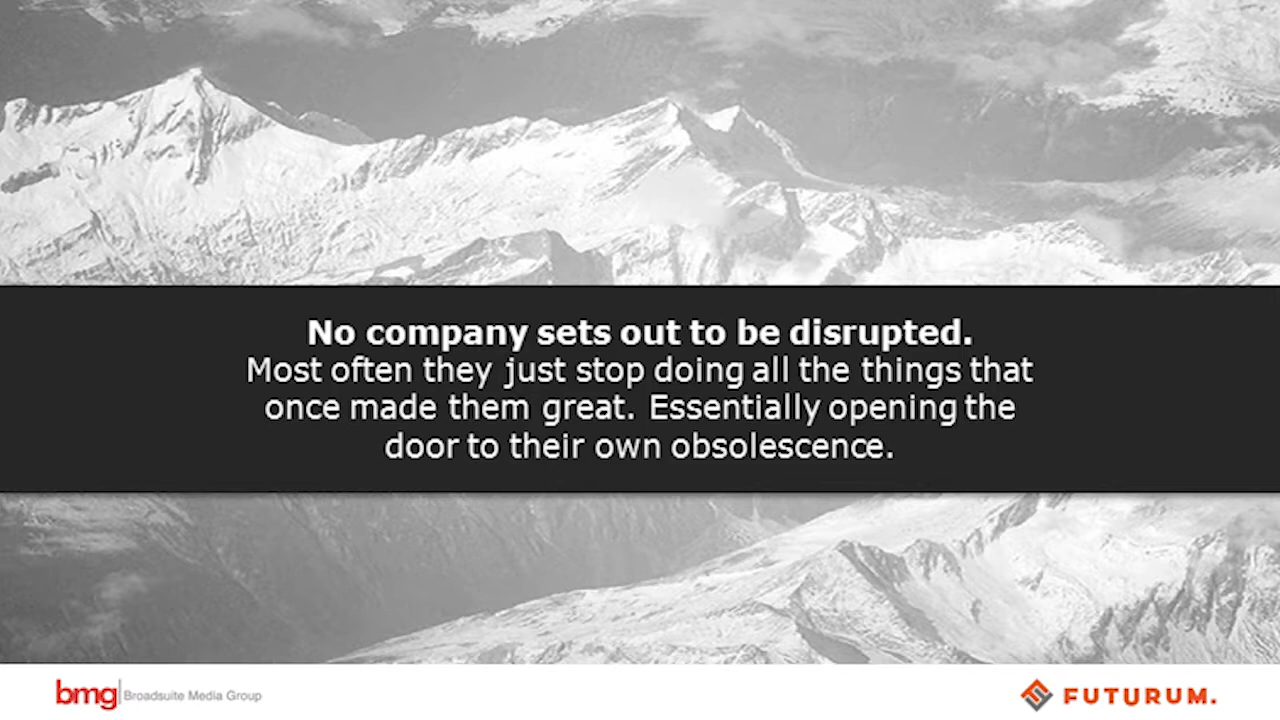 No company sets out to be disrupted.
Most often they just stop doing all the things that
once made them great. Essentially opening the
door to their own obsolescence.
bmg Broadsuite Media Group
FUTURUM.